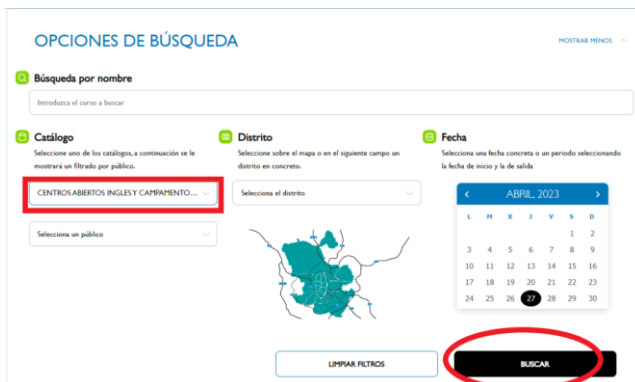 OPCIONES DE BÚSQUEDA
MOSTRAR MENOS
Búsqueda por nombre
Introduzca el curso a buscar
Catálogo
Seleccione uno de los catálogos, a continuación se le
mostrará un filtrado por público.
CENTROS ABIERTOS INGLES Y CAMPAMENTO...
Selecciona un público
Distrito
Seleccione sobre el mapa o en el siguiente campo un
distrito en concreto.
Selecciona el distrito
Fecha
Selecciona una fecha concreta o un periodo seleccionando
la fecha de inicio y la de salida
< ABRIL, 2023 >
L M X J V S D
1 2
3 4 5 6 7 8 9
10 11 12 13 14 15 16
17 18 19 20 21 22 23
24 25 26 27 28 29 30
LIMPIAR FILTROS
BUSCAR